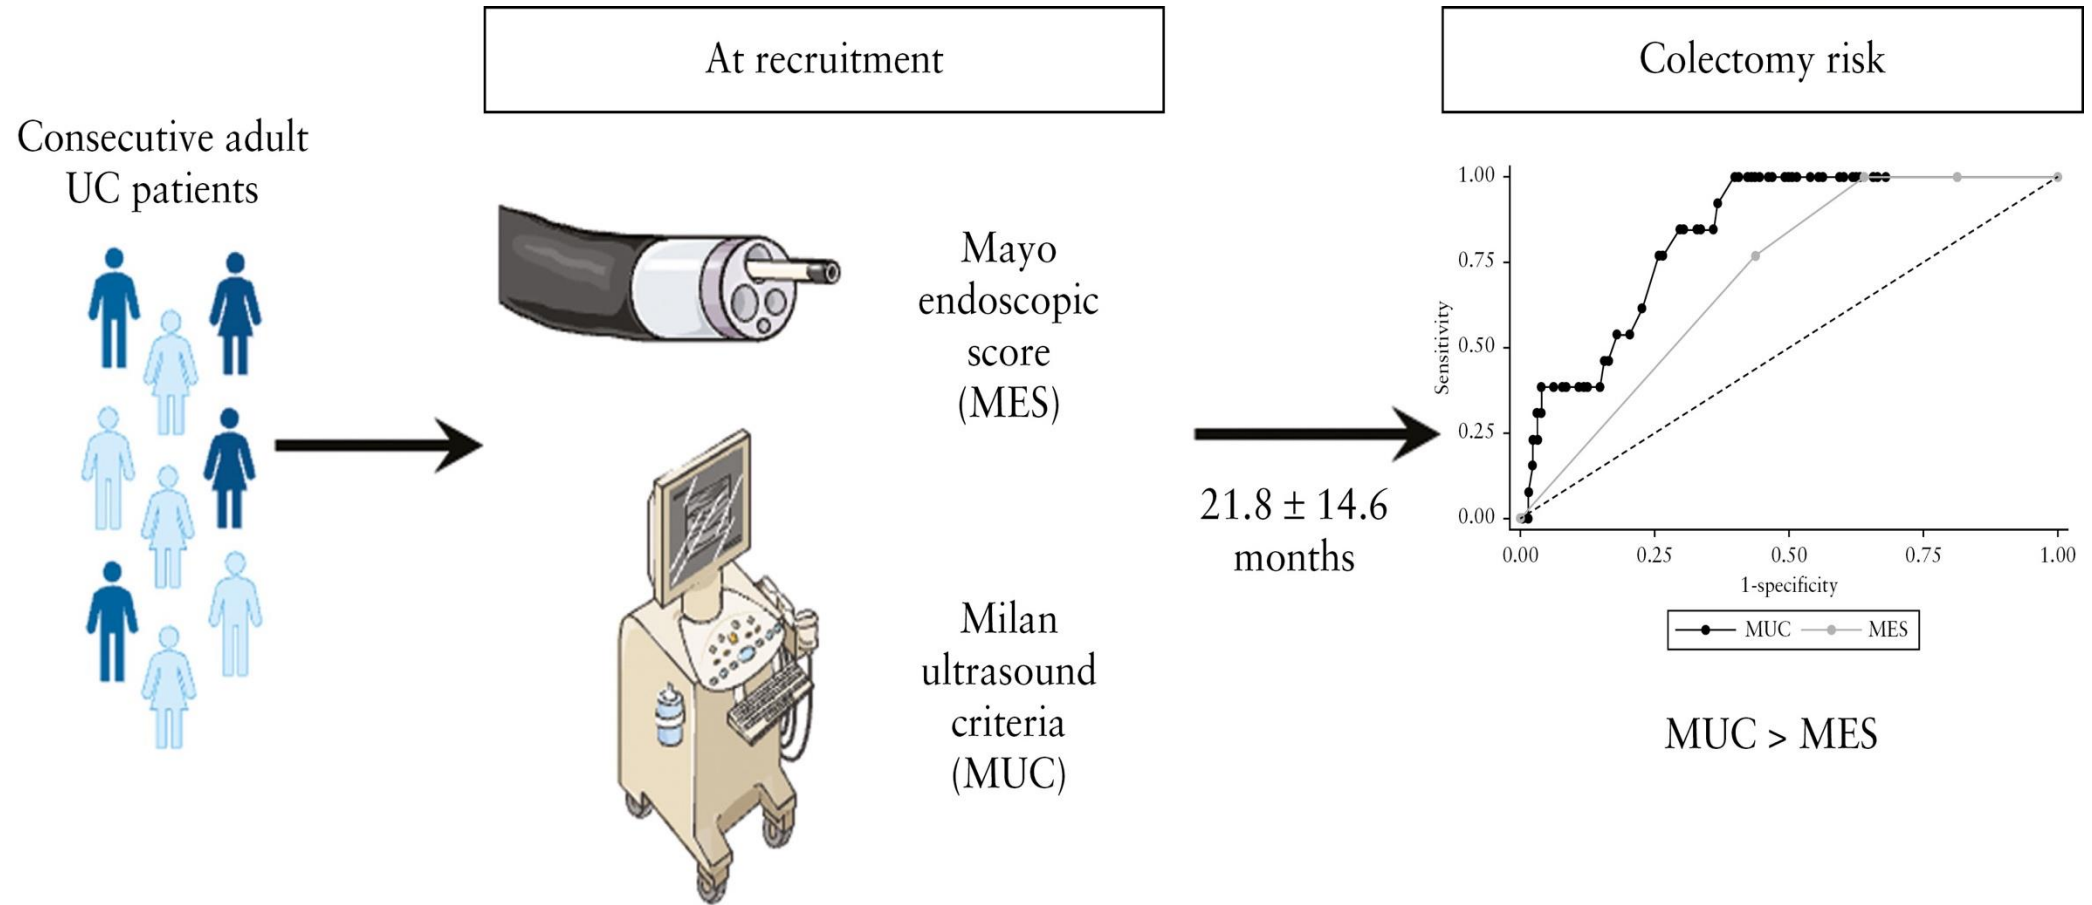 At recruitment
Colectomy risk
Consecutive adult
UC patients
Mayo
endoscopic
score
(MES)
Milan
ultrasound
criteria
(MUC)
21.8 ± 14.6
months
Sensitivity
1.00
0.75
0.50
0.25
0.00
0.00 0.25 0.50 0.75 1.00
1-specificity
MUC MES
MUC > MES